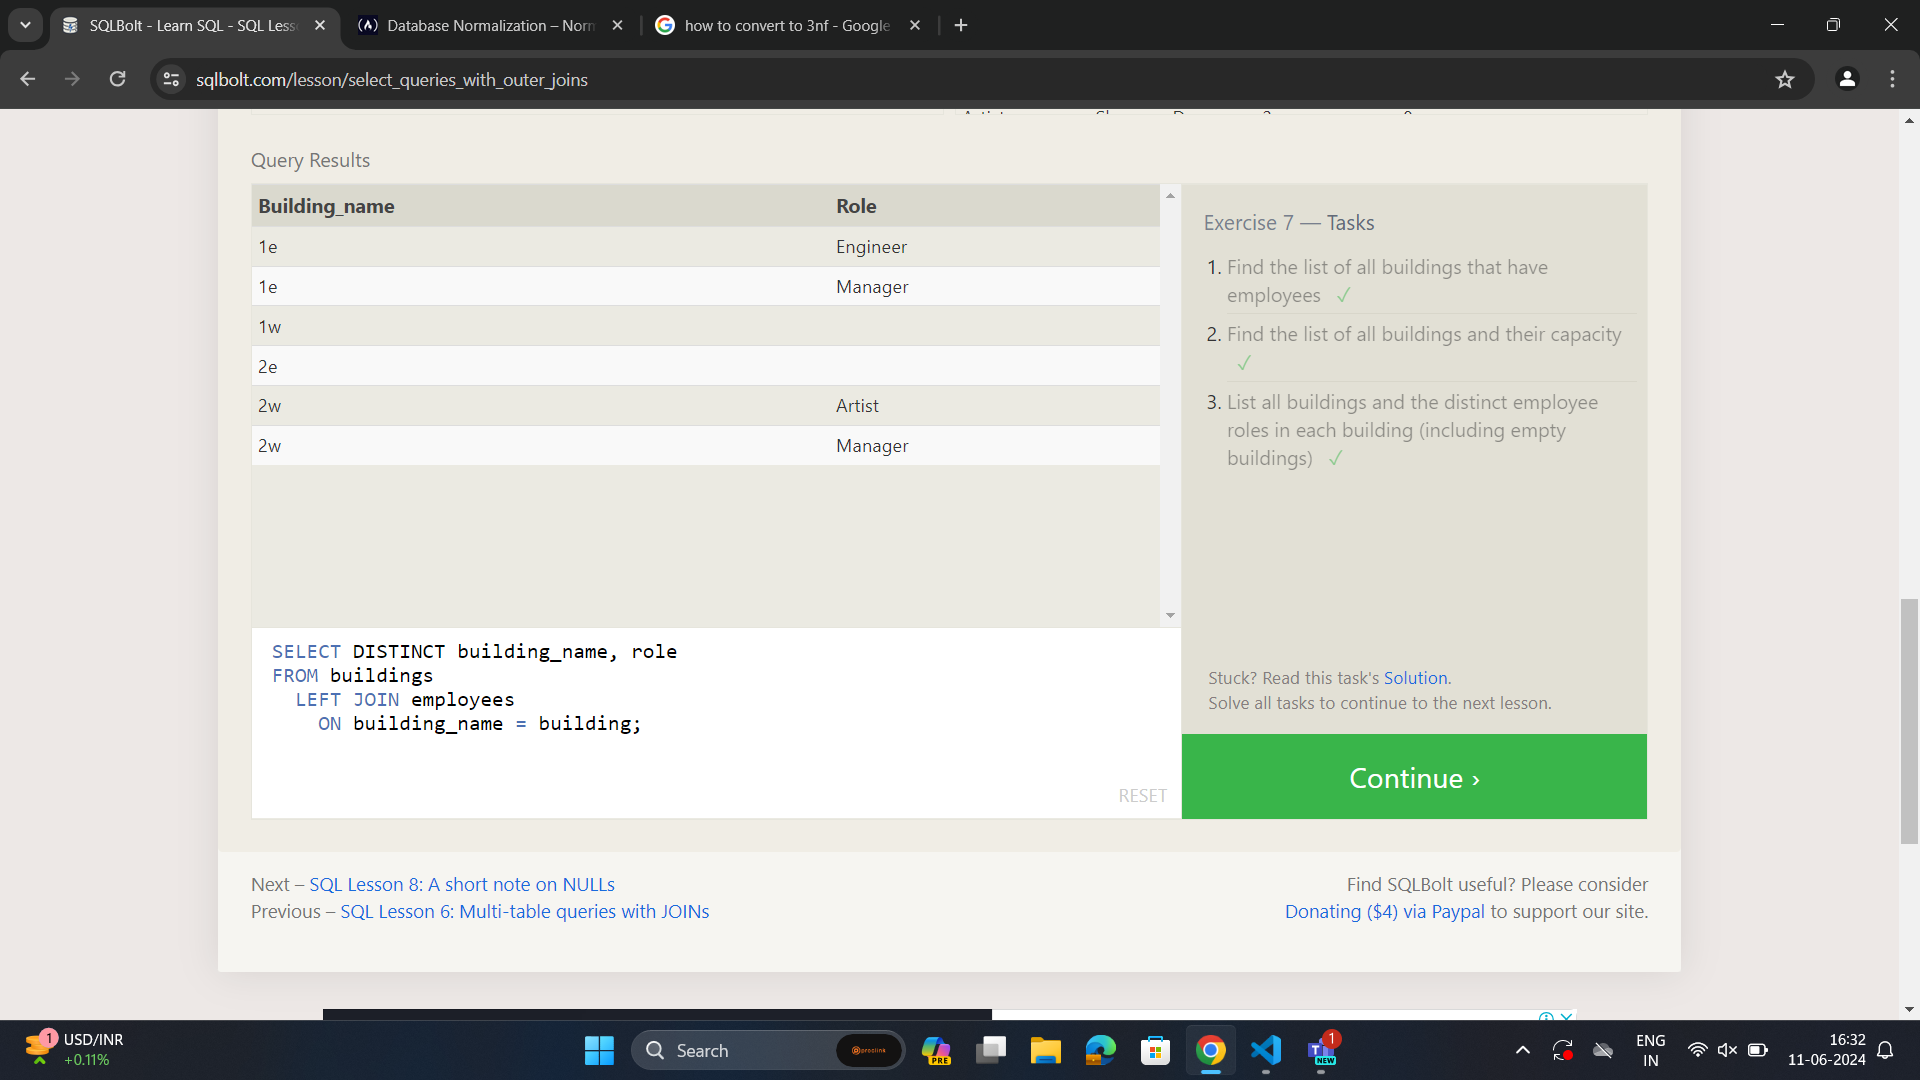 SQLBolt - Learn SQL - SQL Less
Database Normalization – Norm
how to convert to 3nf - Google
sqlbolt.com/lesson/select_queries_with_outer_joins
Query Results
Building_name Role
1e Engineer
1e Manager
1w
2e
2w Artist
2w Manager
Exercise 7 — Tasks
1. Find the list of all buildings that have
employees ✓
2. Find the list of all buildings and their capacity
✓
3. List all buildings and the distinct employee
roles in each building (including empty
buildings) ✓
SELECT DISTINCT building_name, role
FROM buildings
LEFT JOIN employees
ON building_name = building;
RESET
Stuck? Read this task's Solution.
Solve all tasks to continue to the next lesson.
Continue ›
Next – SQL Lesson 8: A short note on NULLs
Previous – SQL Lesson 6: Multi-table queries with JOINs
Find SQLBolt useful? Please consider
Donating ($4) via Paypal to support our site.
1
USD/INR
+0.11%
Search
proclink
PRE
1
NEW
ENG
IN
16:32
11-06-2024